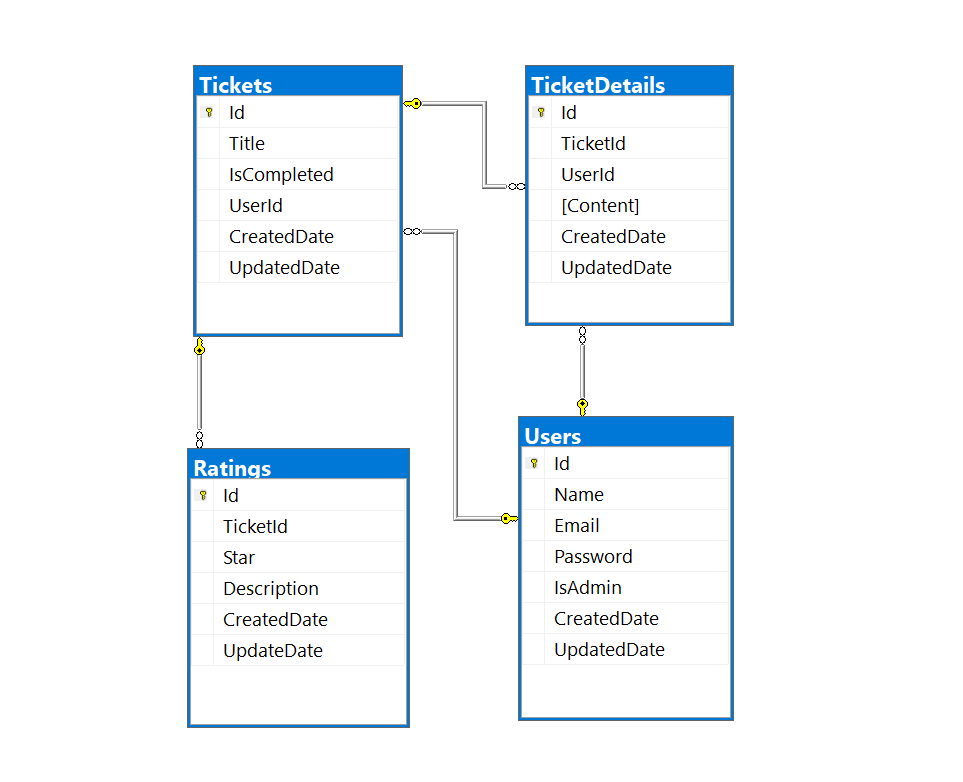 Tickets
Id
Title
IsCompleted
UserId
CreatedDate
UpdatedDate
TicketDetails
Id
TicketId
UserId
[Content]
CreatedDate
UpdatedDate
Ratings
Id
TicketId
Star
Description
CreatedDate
UpdateDate
Users
Id
Name
Email
Password
IsAdmin
CreatedDate
UpdatedDate